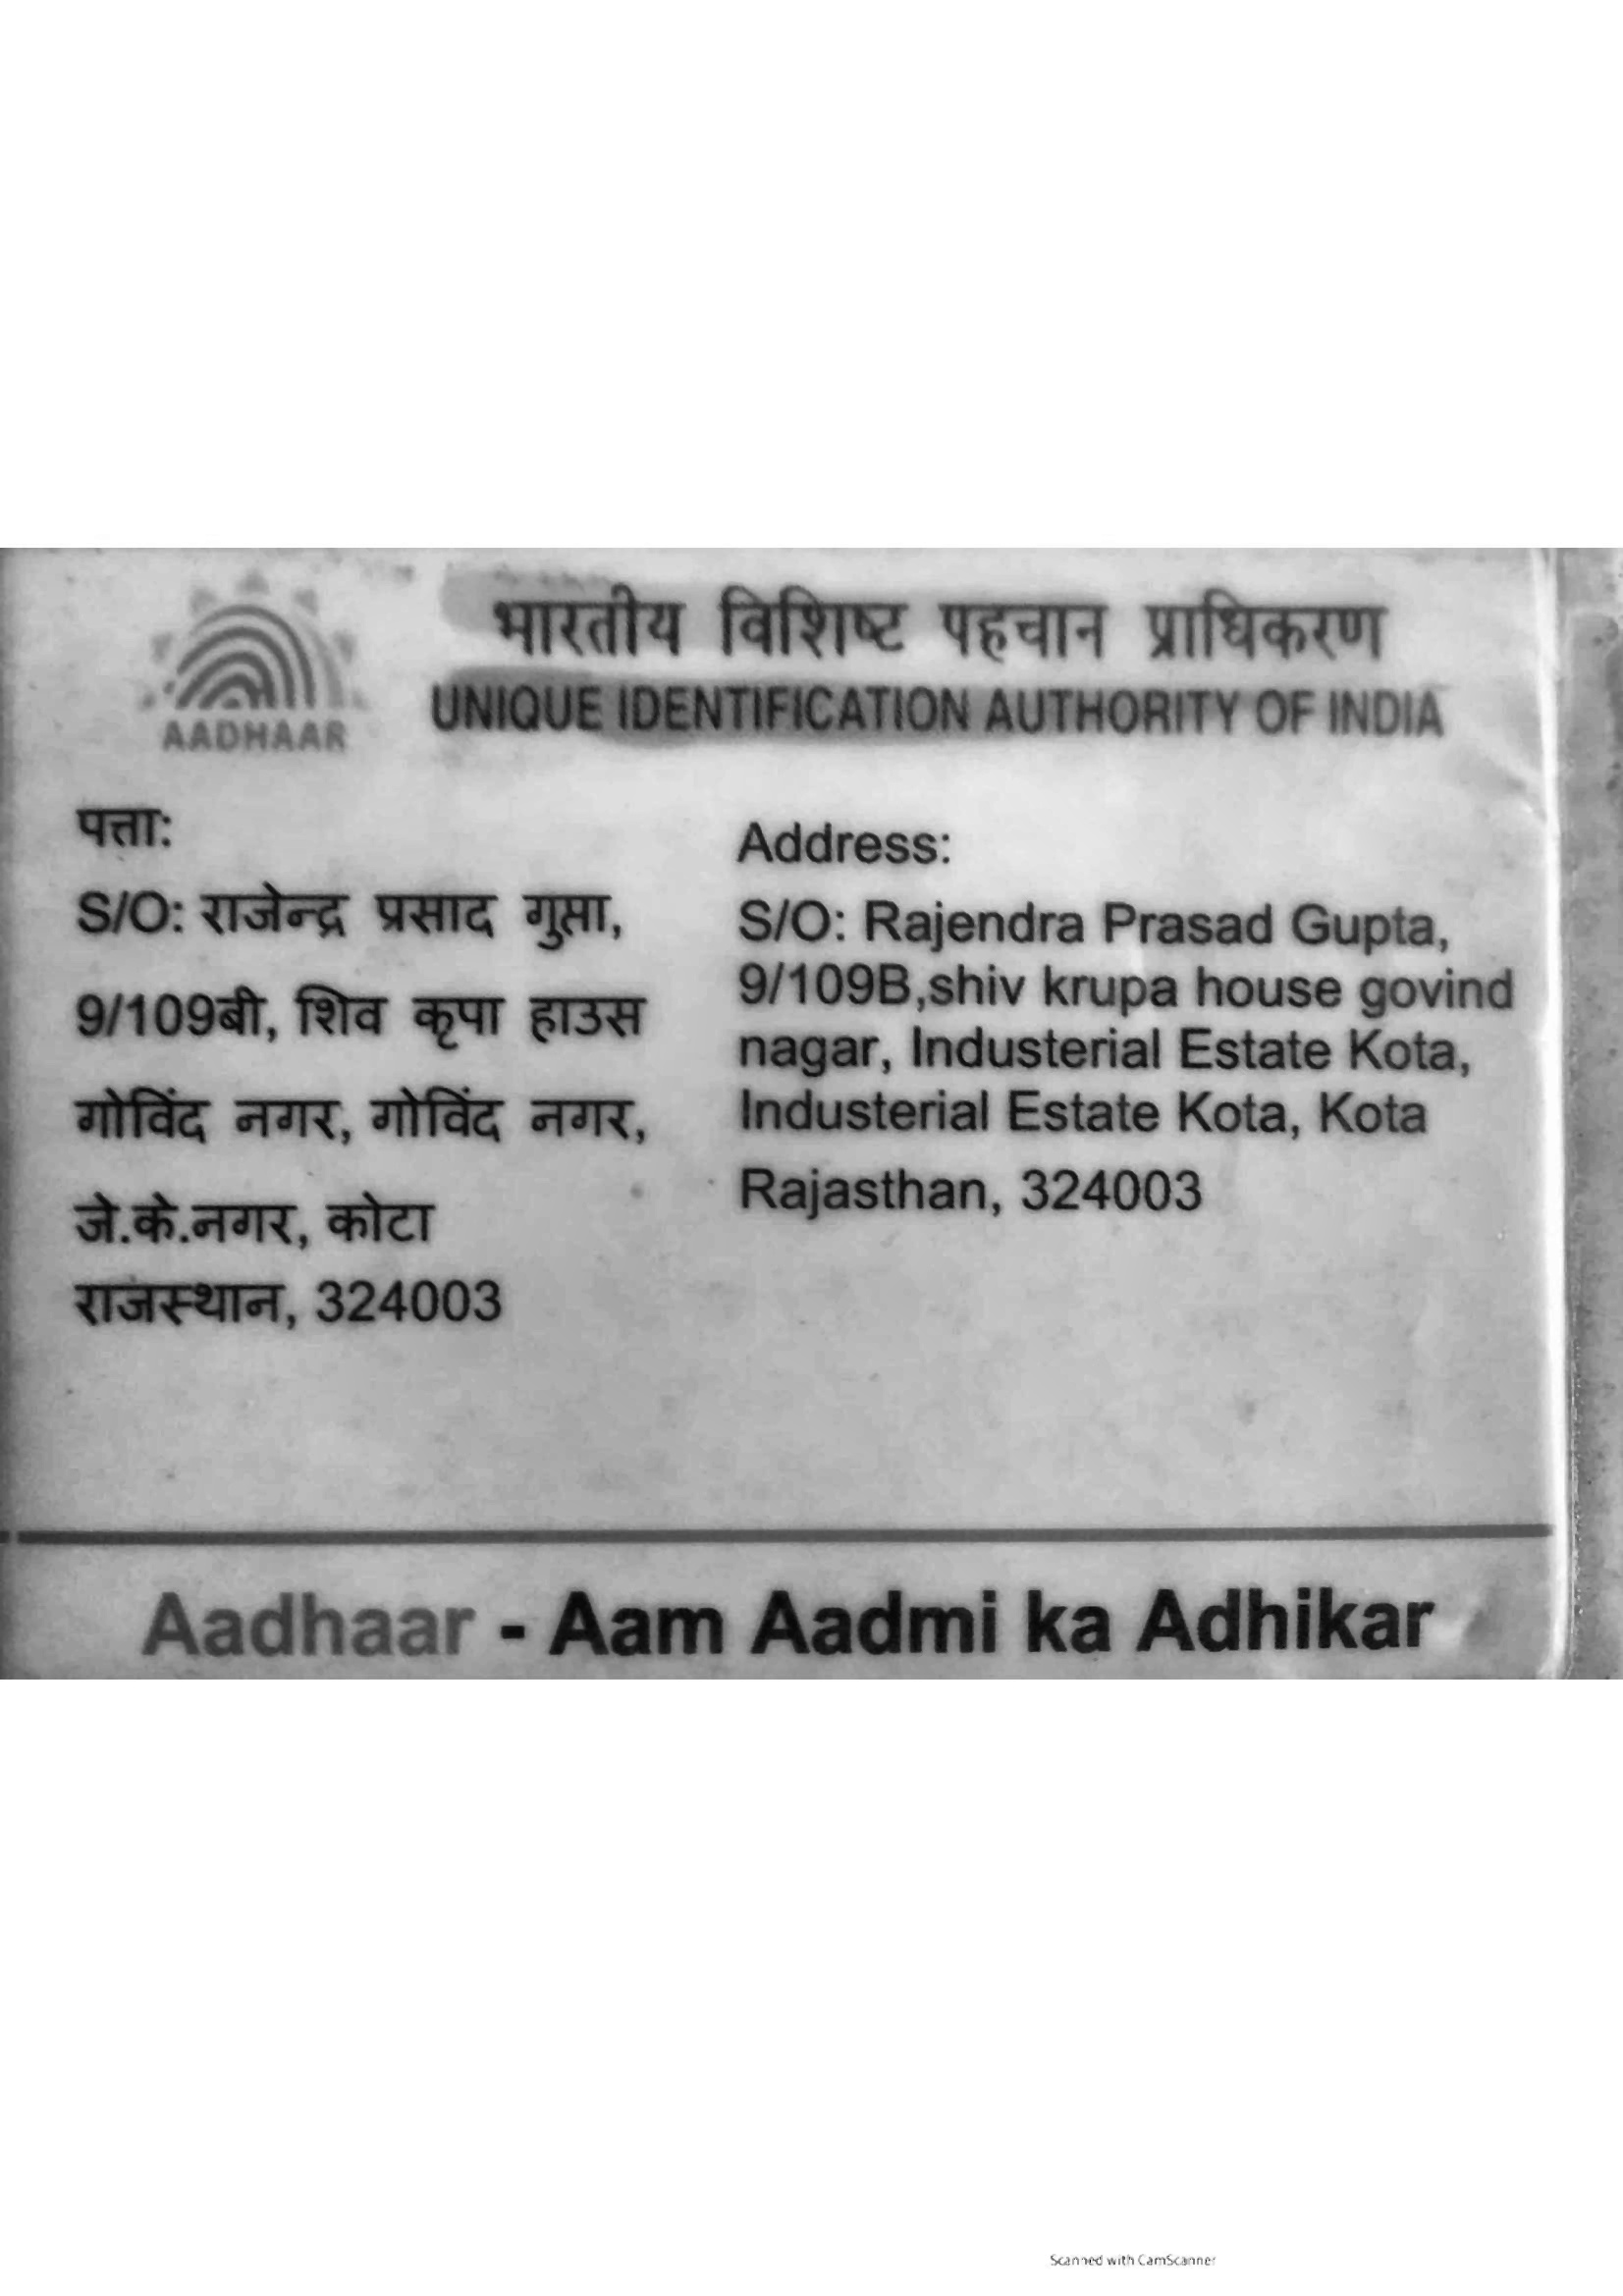 भारतीय विशिष्ट पहचान प्राधिकरण
UNIQUE IDENTIFICATION AUTHORITY OF INDIA
AADHAAR
पत्ता:
S/O: राजेन्द्र प्रसाद गुप्ता,
9/109बी, शिव कृपा हाउस
गोविंद नगर, गोविंद नगर,
जे.के.नगर, कोटा
राजस्थान, 324003
Address:
S/O: Rajendra Prasad Gupta,
9/109B,shiv krupa house govind
nagar, Industerial Estate Kota,
Industerial Estate Kota, Kota
Rajasthan, 324003
Aadhaar - Aam Aadmi ka Adhikar
Scanned with CamScanner